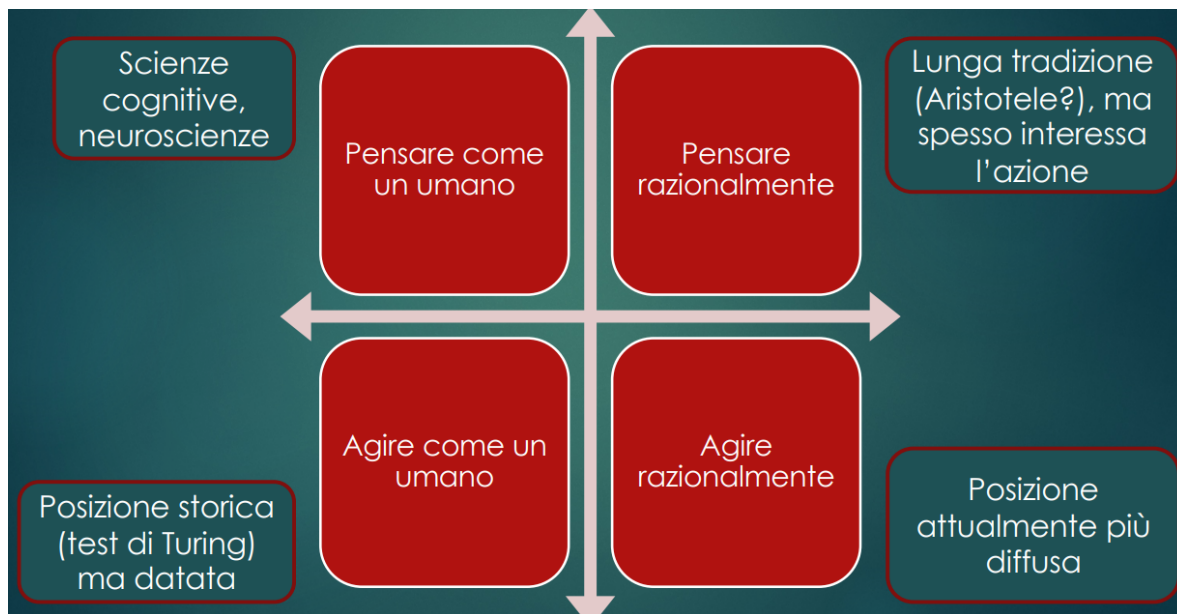 Scienze
cognitive,
neuroscienze
Pensare come
un umano
Pensare
razionalmente
Lunga tradizione
(Aristotele?), ma
spesso interessa
l’azione
Posizione storica
(test di Turing)
ma datata
Agire come un
umano
Agire
razionalmente
Posizione
attualmente più
diffusa